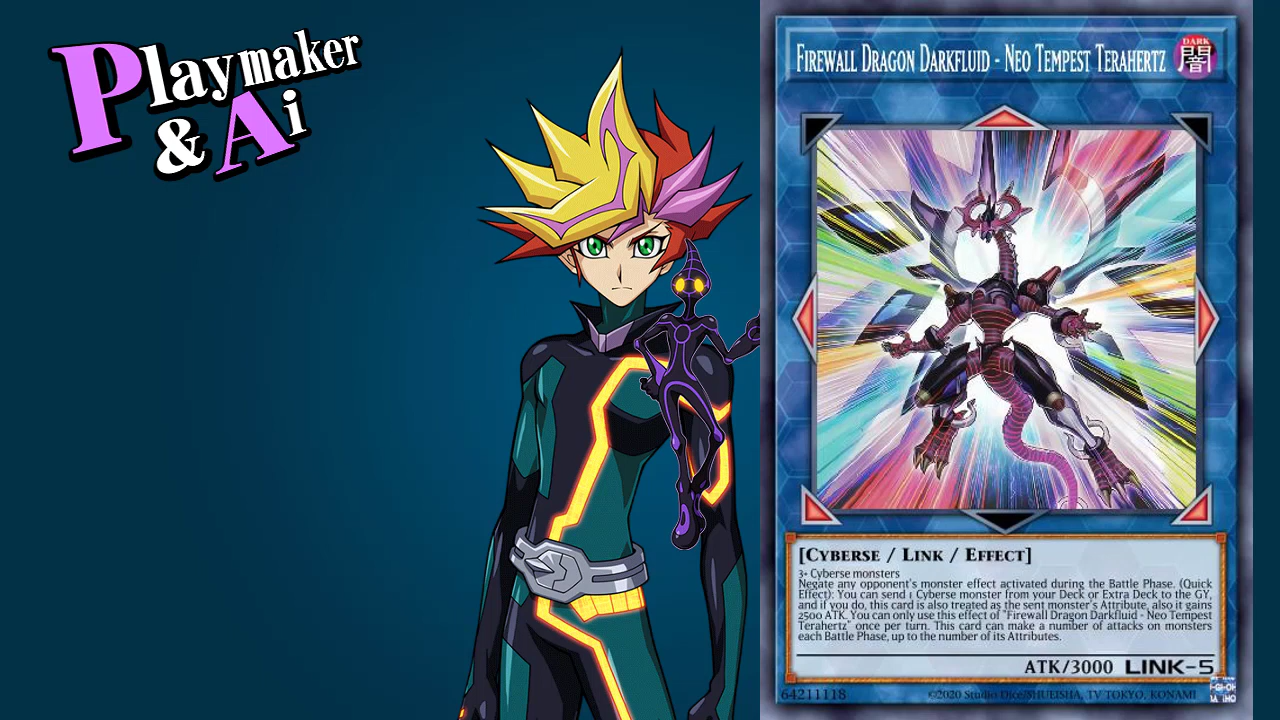 Playmaker
& Ai
FIREWALL DRAGON DARKFLUID - NEO TEMPEST TERAHERTZ
DARK
闇
[CYBERSE / LINK / EFFECT]
3+ Cyberse monsters
Negate any opponent's monster effect activated during the Battle Phase. (Quick
Effect): You can send 1 Cyberse monster from your Deck or Extra Deck to the GY,
and if you do, this card is also treated as the sent monster's Attribute, also it gains
2500 ATK. You can only use this effect of "Firewall Dragon Darkfluid - Neo Tempest
Terahertz" once per turn. This card can make a number of attacks on monsters
each Battle Phase, up to the number of its Attributes.
ATK/3000 LINK-5
64211118 ©2020 Studio Dice/SHUEISHA, TV TOKYO, KONAMI